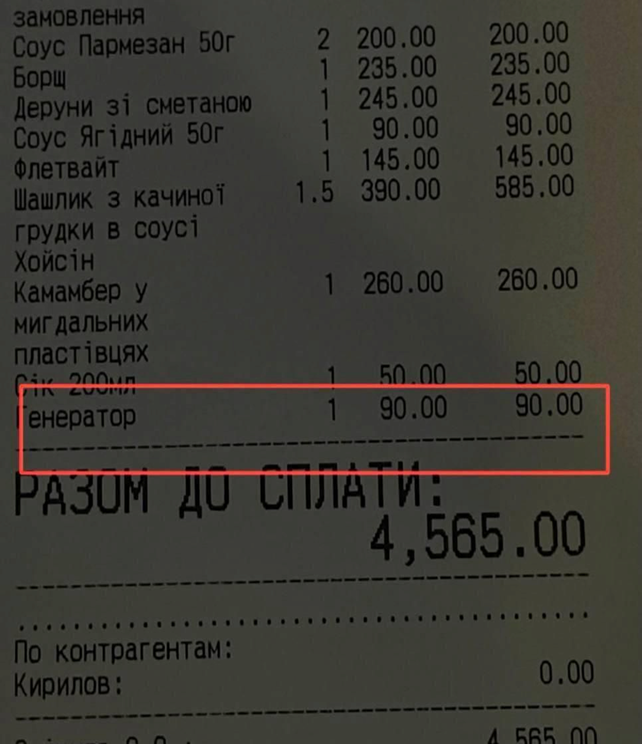 замовлення
Соус Пармезан 50г 2 200.00 200.00
Борщ 1 235.00 235.00
Деруни зі сметаною 1 245.00 245.00
Соус Ягідний 50г 1 90.00 90.00
Флетвайт 1 145.00 145.00
Шашлик з качиної 1.5 390.00 585.00
грудки в соусі
Хойсін
Камамбер у 1 260.00 260.00
мигдальних
пластівцях
Сік 200мл 1 50.00 50.00
Генератор 1 90.00 90.00
РАЗОМ ДО СПЛАТИ:
4,565.00
По контрагентам:
Кирилов: 0.00
4,565.00